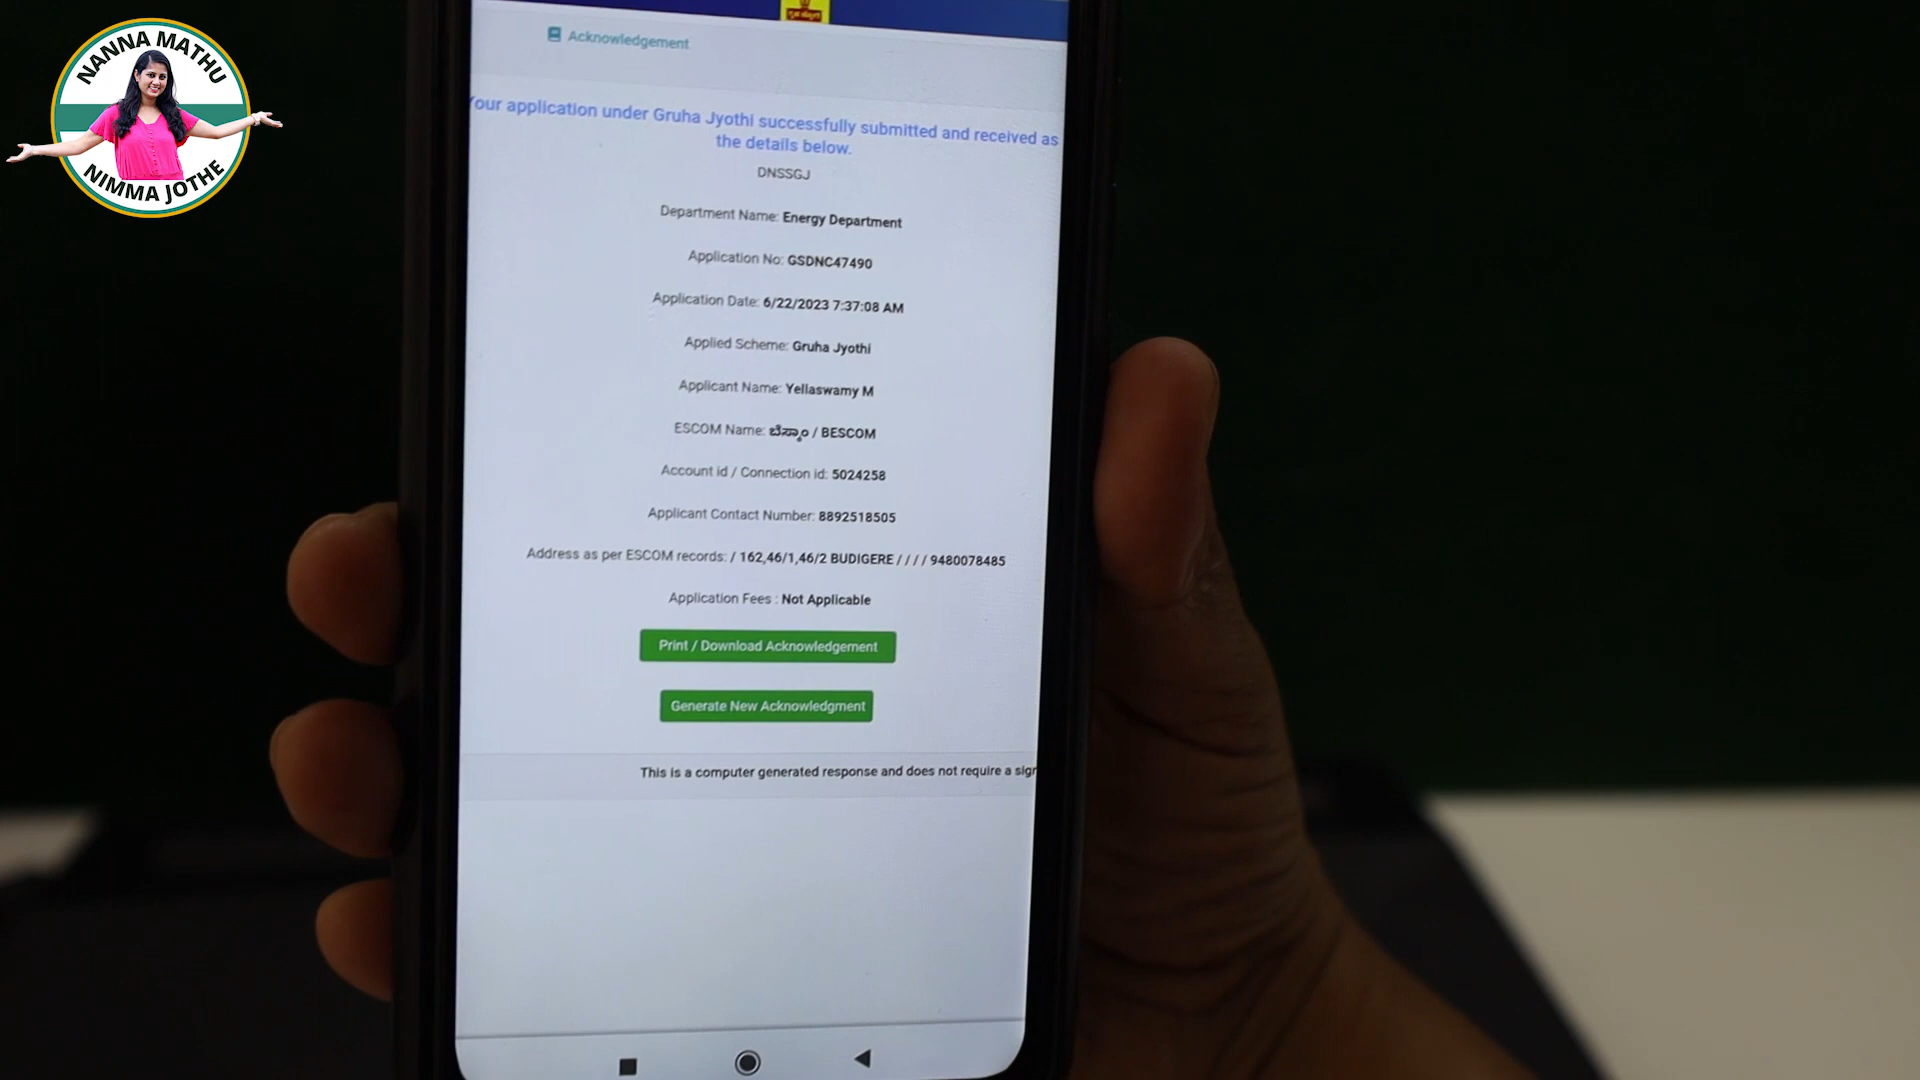 NANNA MATHU
NIMMA JOTHE
Acknowledgement
Your application under Gruha Jyothi successfully submitted and received as
the details below.
DNSSGJ
Department Name: Energy Department
Application No: GSDNC47490
Application Date: 6/22/2023 7:37:08 AM
Applied Scheme: Gruha Jyothi
Applicant Name: Yellaswamy M
ESCOM Name: ಬೆಸ್ಕಾಂ / BESCOM
Account id / Connection id: 5024258
Applicant Contact Number: 8892518505
Address as per ESCOM records: / 162,46/1,46/2 BUDIGERE / / / / 9480078485
Application Fees : Not Applicable
Print / Download Acknowledgement
Generate New Acknowledgment
This is a computer generated response and does not require a sigr